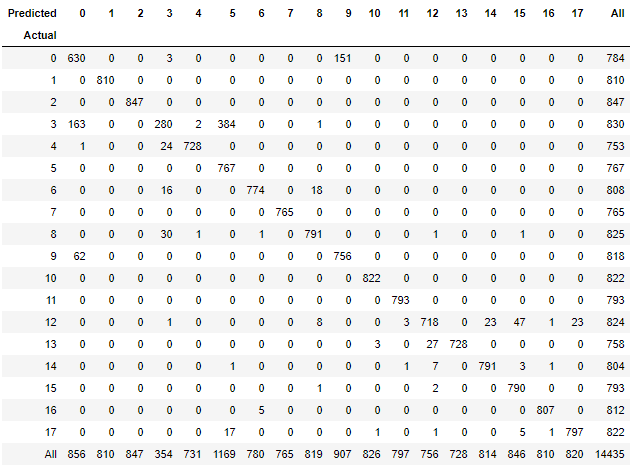 Predicted 0 1 2 3 4 5 6 7 8 9 10 11 12 13 14 15 16 17 All
Actual
0 630 0 0 3 0 0 0 0 0 151 0 0 0 0 0 0 0 0 784
1 0 810 0 0 0 0 0 0 0 0 0 0 0 0 0 0 0 0 810
2 0 0 847 0 0 0 0 0 0 0 0 0 0 0 0 0 0 0 847
3 163 0 0 280 2 384 0 0 1 0 0 0 0 0 0 0 0 0 830
4 1 0 0 24 728 0 0 0 0 0 0 0 0 0 0 0 0 0 753
5 0 0 0 0 0 767 0 0 0 0 0 0 0 0 0 0 0 0 767
6 0 0 0 16 0 0 774 0 18 0 0 0 0 0 0 0 0 0 808
7 0 0 0 0 0 0 0 765 0 0 0 0 0 0 0 0 0 0 765
8 0 0 0 30 1 0 1 0 791 0 0 0 1 0 0 1 0 0 825
9 62 0 0 0 0 0 0 0 0 756 0 0 0 0 0 0 0 0 818
10 0 0 0 0 0 0 0 0 0 0 822 0 0 0 0 0 0 0 822
11 0 0 0 0 0 0 0 0 0 0 0 793 0 0 0 0 0 0 793
12 0 0 0 1 0 0 0 0 8 0 0 3 718 0 23 47 1 23 824
13 0 0 0 0 0 0 0 0 0 0 3 0 27 728 0 0 0 0 758
14 0 0 0 0 0 1 0 0 0 0 0 1 7 0 791 3 1 0 804
15 0 0 0 0 0 0 0 0 1 0 0 0 2 0 0 790 0 0 793
16 0 0 0 0 0 0 5 0 0 0 0 0 0 0 0 0 807 0 812
17 0 0 0 0 0 17 0 0 0 0 1 0 1 0 0 5 1 797 822
All 856 810 847 354 731 1169 780 765 819 907 826 797 756 728 814 846 810 820 14435